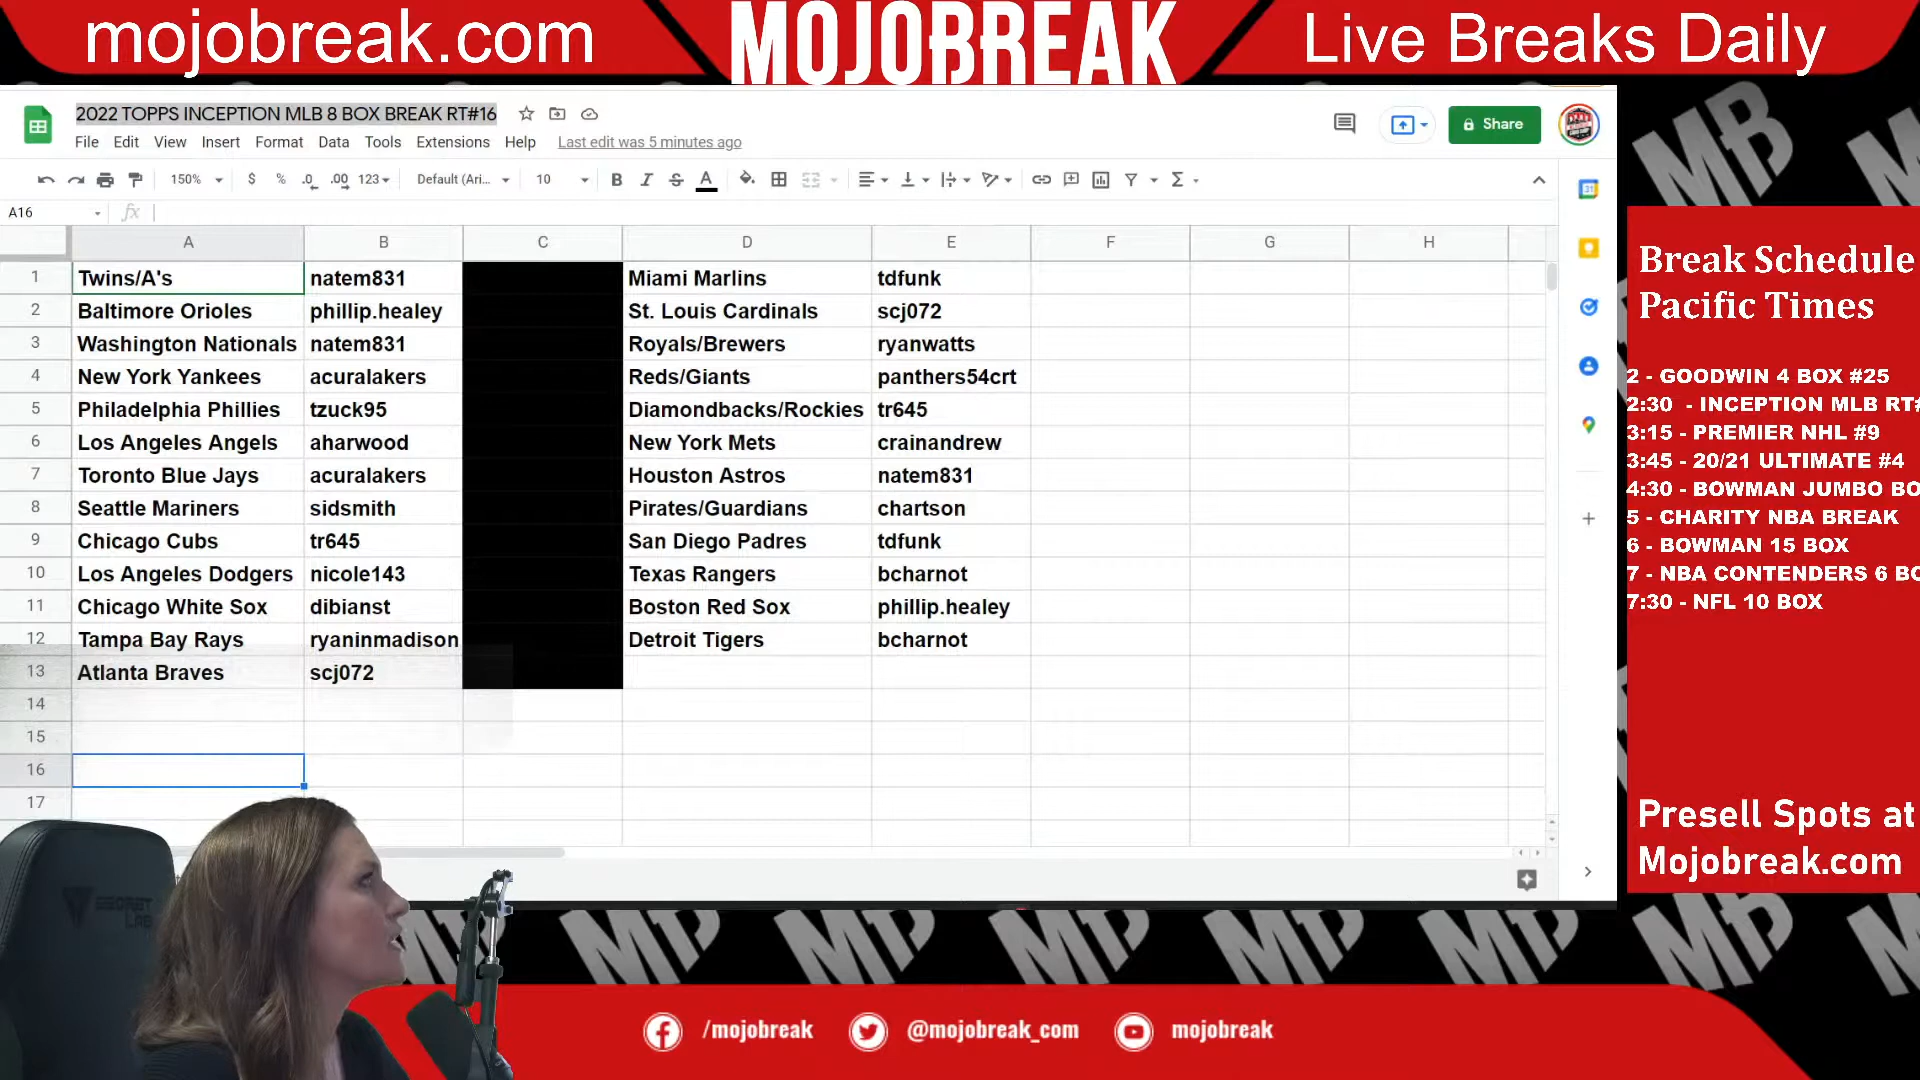 mojobreak.com
MOJOBREAK
Live Breaks Daily
2022 TOPPS INCEPTION MLB 8 BOX BREAK RT#16
Share
File Edit View Insert Format Data Tools Extensions Help Last edit was 5 minutes ago
150% $ % .0 .00 123 Default (Ari... 10 B I S A
A16 fx
A B C D E F G H
1 Twins/A's natem831 Miami Marlins tdfunk
2 Baltimore Orioles phillip.healey St. Louis Cardinals scj072
3 Washington Nationals natem831 Royals/Brewers ryanwatts
4 New York Yankees acuralakers Reds/Giants panthers54crt
5 Philadelphia Phillies tzuck95 Diamondbacks/Rockies tr645
6 Los Angeles Angels aharwood New York Mets crainandrew
7 Toronto Blue Jays acuralakers Houston Astros natem831
8 Seattle Mariners sidsmith Pirates/Guardians chartson
9 Chicago Cubs tr645 San Diego Padres tdfunk
10 Los Angeles Dodgers nicole143 Texas Rangers bcharnot
11 Chicago White Sox dibianst Boston Red Sox phillip.healey
12 Tampa Bay Rays ryaninmadison Detroit Tigers bcharnot
13 Atlanta Braves scj072
14
15
16
17
Break Schedule
Pacific Times
2 - GOODWIN 4 BOX #25
2:30 - INCEPTION MLB RT#
3:15 - PREMIER NHL #9
3:45 - 20/21 ULTIMATE #4
4:30 - BOWMAN JUMBO BO
5 - CHARITY NBA BREAK
6 - BOWMAN 15 BOX
7 - NBA CONTENDERS 6 BO
7:30 - NFL 10 BOX
Presell Spots at
Mojobreak.com
/mojobreak @mojobreak_com mojobreak